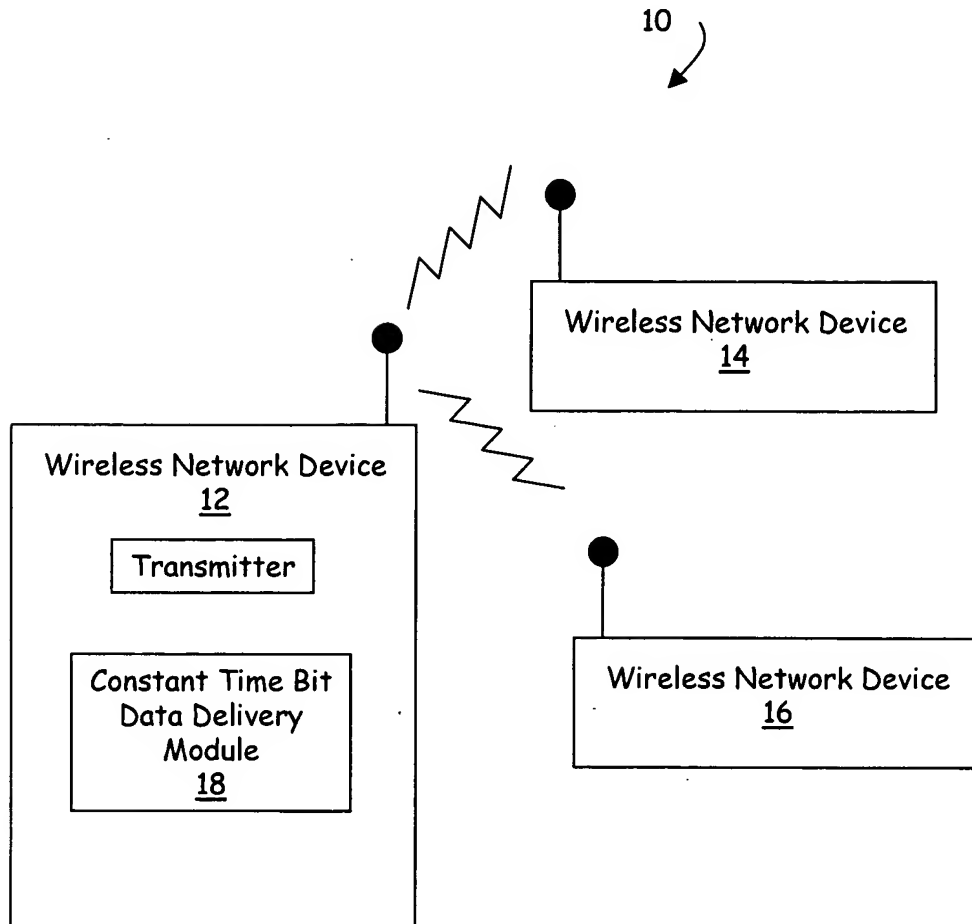 10
Wireless Network Device
14
Wireless Network Device
12
Transmitter
Constant Time Bit
Data Delivery
Module
18
Wireless Network Device
16